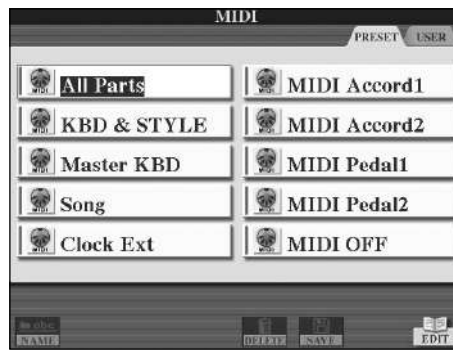 MIDI
PRESET USER
All Parts
MIDI Accord1
KBD & STYLE
MIDI Accord2
Master KBD
MIDI Pedal1
Song
MIDI Pedal2
Clock Ext
MIDI OFF
NAME DELETE SAVE EDIT